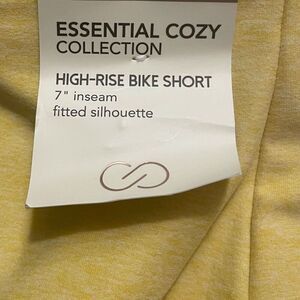 ESSENTIAL COZY
COLLECTION
HIGH-RISE BIKE SHORT
7" inseam
fitted silhouette